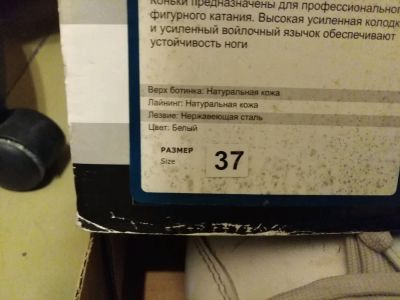 Коньки предназначены для профессионального
фигурного катания. Высокая усиленная колодк
и усиленный войлочный язычок обеспечивают
устойчивость ноги
Верх ботинка: Натуральная кожа
Лайнинг: Натуральная кожа
Лезвие: Нержавеющая сталь
Цвет: Белый
РАЗМЕР
Size
37